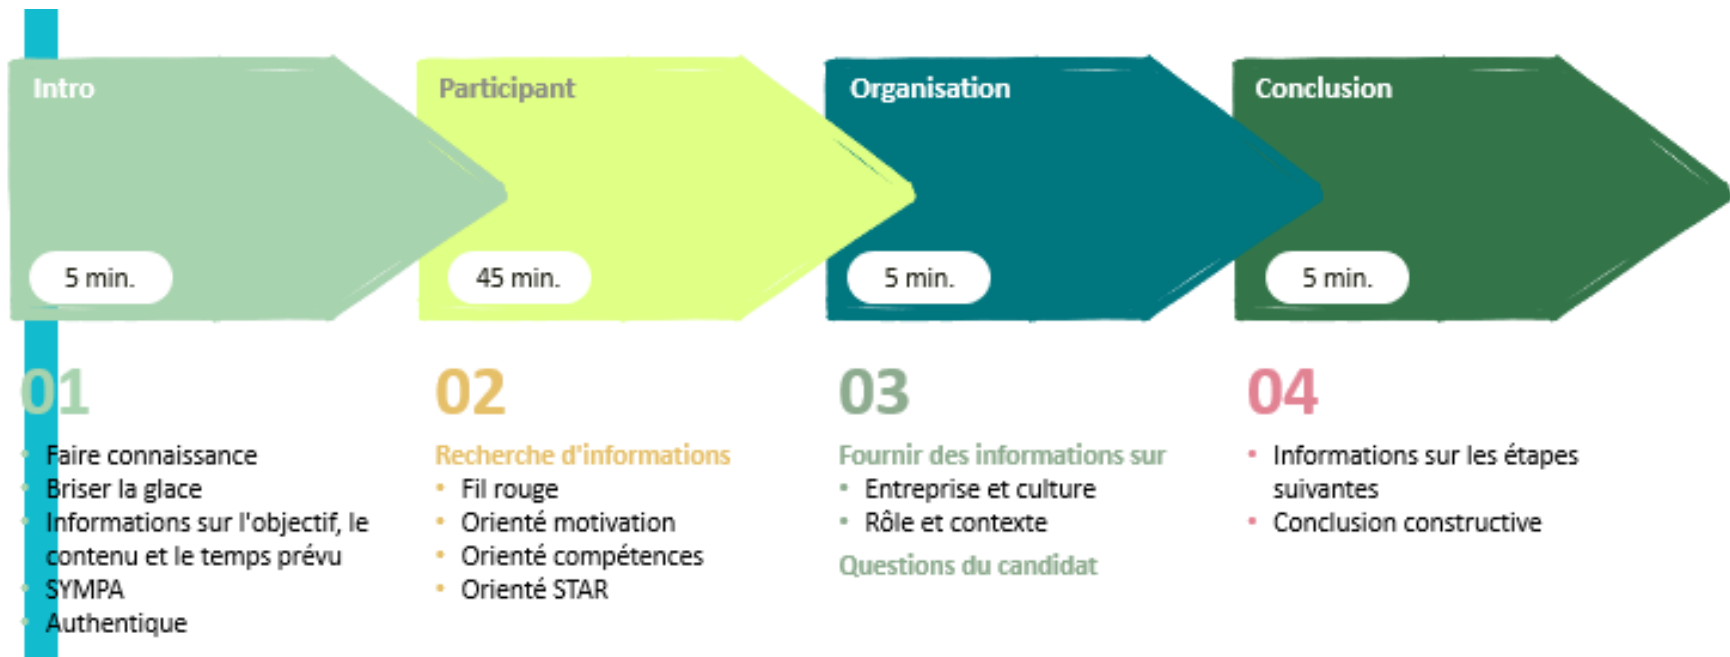 Intro
5 min.
01
• Faire connaissance
• Briser la glace
• Informations sur l'objectif, le
contenu et le temps prévu
• SYMPA
• Authentique
Participant
45 min.
02
Recherche d'informations
• Fil rouge
• Orienté motivation
• Orienté compétences
• Orienté STAR
Organisation
5 min.
03
Fournir des informations sur
• Entreprise et culture
• Rôle et contexte
Questions du candidat
Conclusion
5 min.
04
• Informations sur les étapes
suivantes
• Conclusion constructive